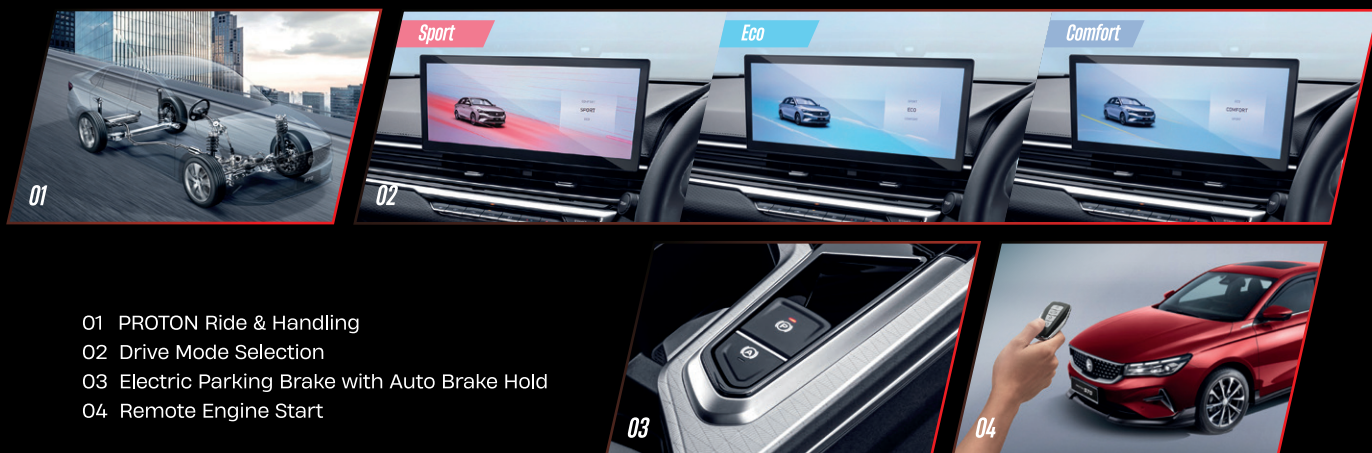 Sport
Eco
Comfort
SPORT
ECO
COMFORT
01
02
01 PROTON Ride & Handling
02 Drive Mode Selection
03 Electric Parking Brake with Auto Brake Hold
04 Remote Engine Start
P
A
03
04